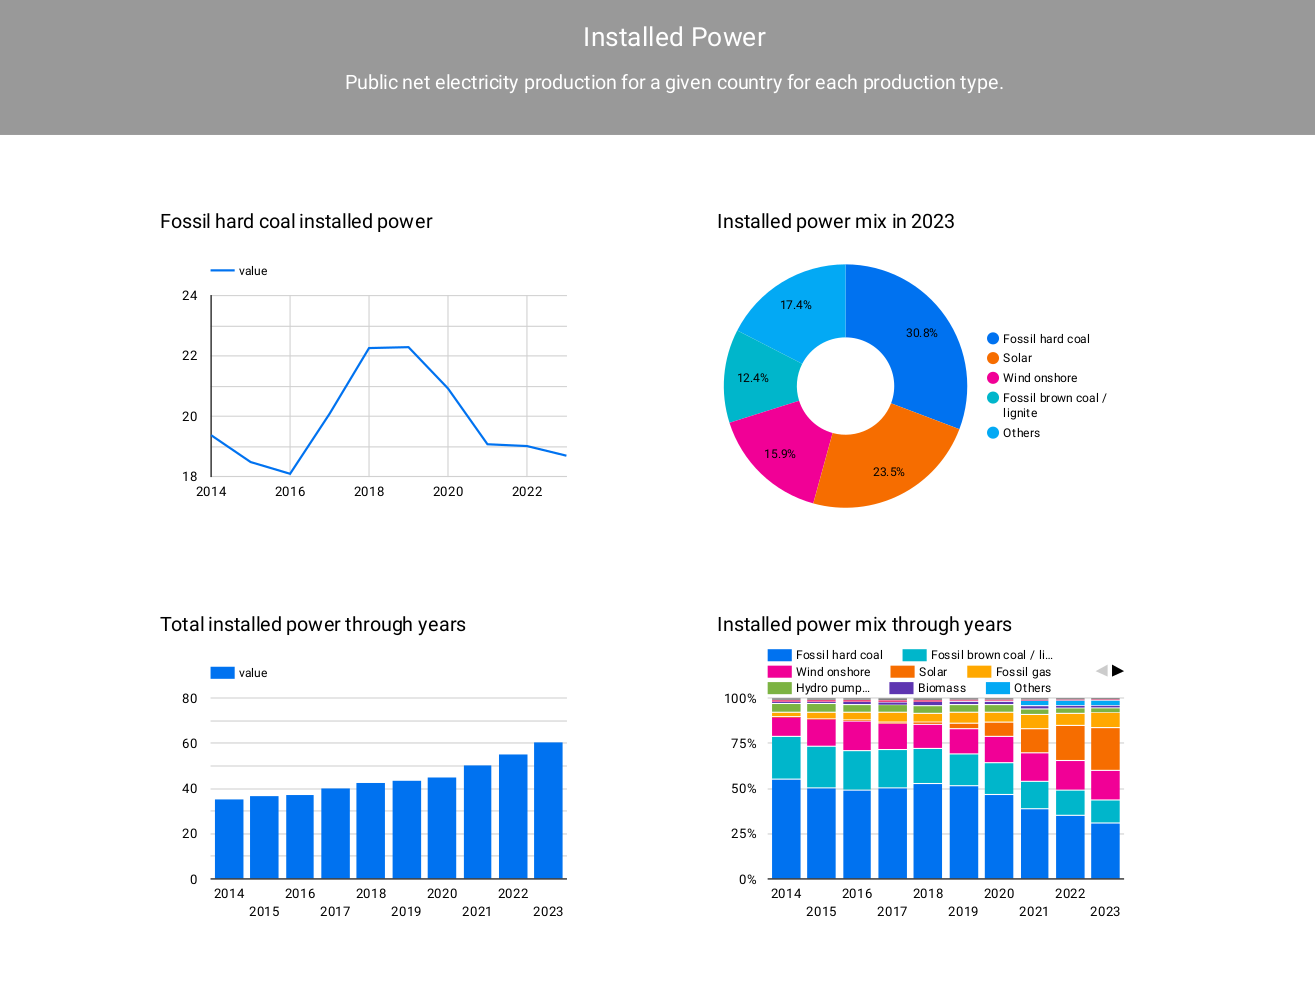 Installed Power
Public net electricity production for a given country for each production type.
Fossil hard coal installed power
value
24
22
20
18
2014
2016
2018
2020
2022
Installed power mix in 2023
17.4%
30.8%
12.4%
15.9%
23.5%
Fossil hard coal
Solar
Wind onshore
Fossil brown coal /
lignite
Others
Total installed power through years
value
80
60
40
20
0
2014
2016
2018
2020
2022
2015
2017
2019
2021
2023
Installed power mix through years
Fossil hard coal
Fossil brown coal / li...
Wind onshore
Solar
Fossil gas
Hydro pump...
Biomass
Others
100%
75%
50%
25%
0%
2014
2016
2018
2020
2022
2015
2017
2019
2021
2023